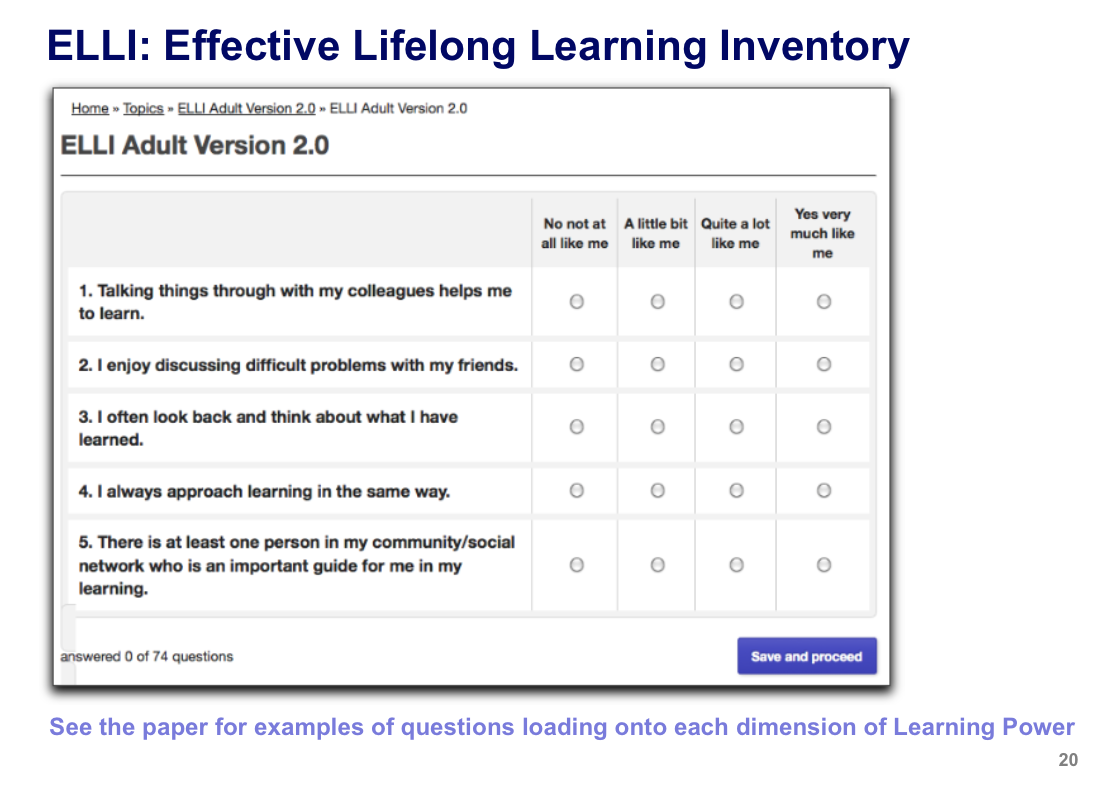 ELLI: Effective Lifelong Learning Inventory
Home » Topics » ELLI Adult Version 2.0 » ELLI Adult Version 2.0
ELLI Adult Version 2.0
No not at all like me
A little bit like me
Quite a lot like me
Yes very much like me
1. Talking things through with my colleagues helps me
to learn.
2. I enjoy discussing difficult problems with my friends.
3. I often look back and think about what I have
learned.
4. I always approach learning in the same way.
5. There is at least one person in my community/social
network who is an important guide for me in my
learning.
answered 0 of 74 questions
Save and proceed
See the paper for examples of questions loading onto each dimension of Learning Power
20